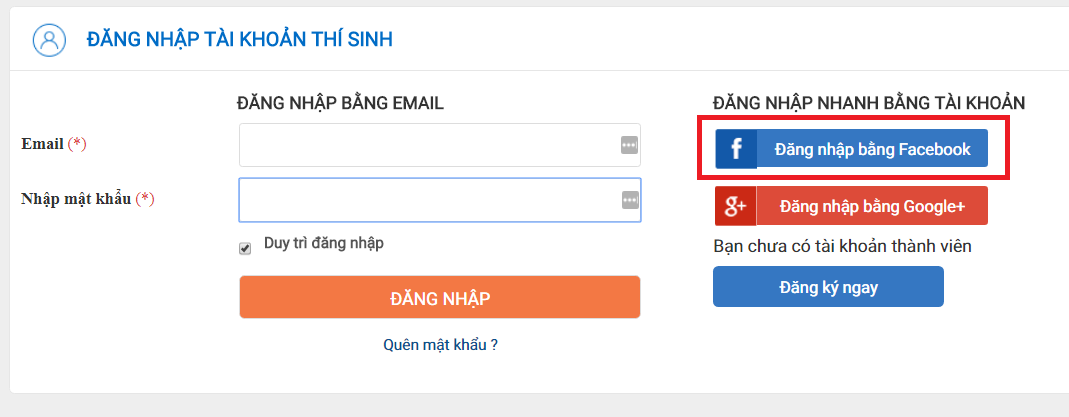 ĐĂNG NHẬP TÀI KHOẢN THÍ SINH
ĐĂNG NHẬP BẰNG EMAIL
Email (*)
Nhập mật khẩu (*)
Duy trì đăng nhập
ĐĂNG NHẬP
Quên mật khẩu ?
ĐĂNG NHẬP NHANH BẰNG TÀI KHOẢN
f Đăng nhập bằng Facebook
g+ Đăng nhập bằng Google+
Bạn chưa có tài khoản thành viên
Đăng ký ngay